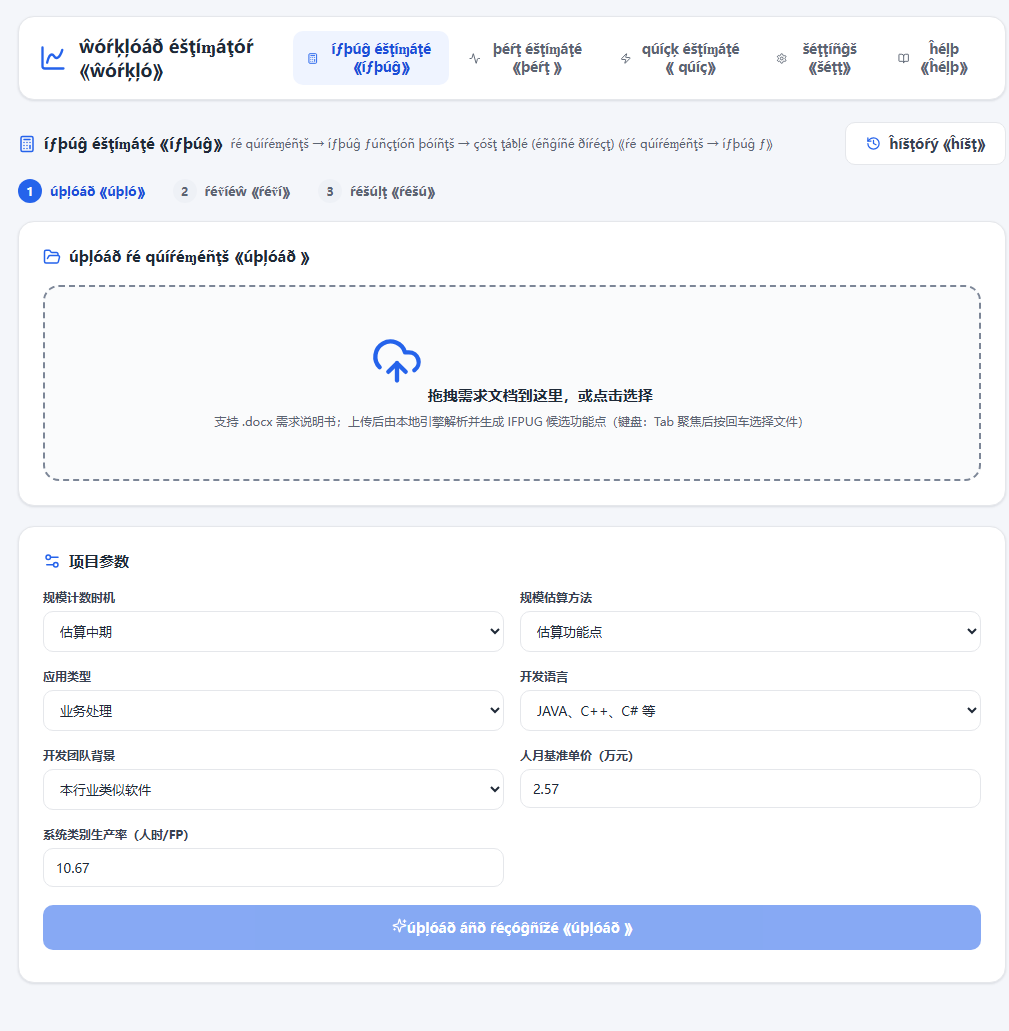 ŵóŕķļóáð éšţíɱáţóŕ
《ŵóŕķļó》
íƒþúĝ éšţíɱáţé
《íƒþúĝ》
þéŕţ éšţíɱáţé
《þéŕţ 》
qúíçķ éšţíɱáţé
《 qúíç》
šéţţíñĝš
《šéţţ》
ĥéļþ
《ĥéļþ》
íƒþúĝ éšţíɱáţé 《íƒþúĝ》 ŕé qúíŕéɱéñţš → íƒþúĝ ƒúñçţíóñ þóíñţš → çóšţ ţáƀļé (éñĝíñé ðíŕéçţ) 《ŕé qúíŕéɱéñţš → íƒþúĝ ƒ》
ĥíšţóŕý 《ĥíšţ》
1 úþļóáð 《úþļó》 2 ŕéṽíéŵ 《ŕéṽí》 3 ŕéšúļţ 《ŕéšú》
úþļóáð ŕé qúíŕéɱéñţš 《úþļóáð 》
拖拽需求文档到这里，或点击选择
支持 .docx 需求说明书；上传后由本地引擎解析并生成 IFPUG 候选功能点（键盘：Tab 聚焦后按回车选择文件）
项目参数
规模计数时机
估算中期
规模估算方法
估算功能点
应用类型
业务处理
开发语言
JAVA、C++、C# 等
开发团队背景
本行业类似软件
人月基准单价（万元）
2.57
系统类别生产率（人时/FP）
10.67
úþļóáð áñð ŕéçóĝñížé 《úþļóáð 》